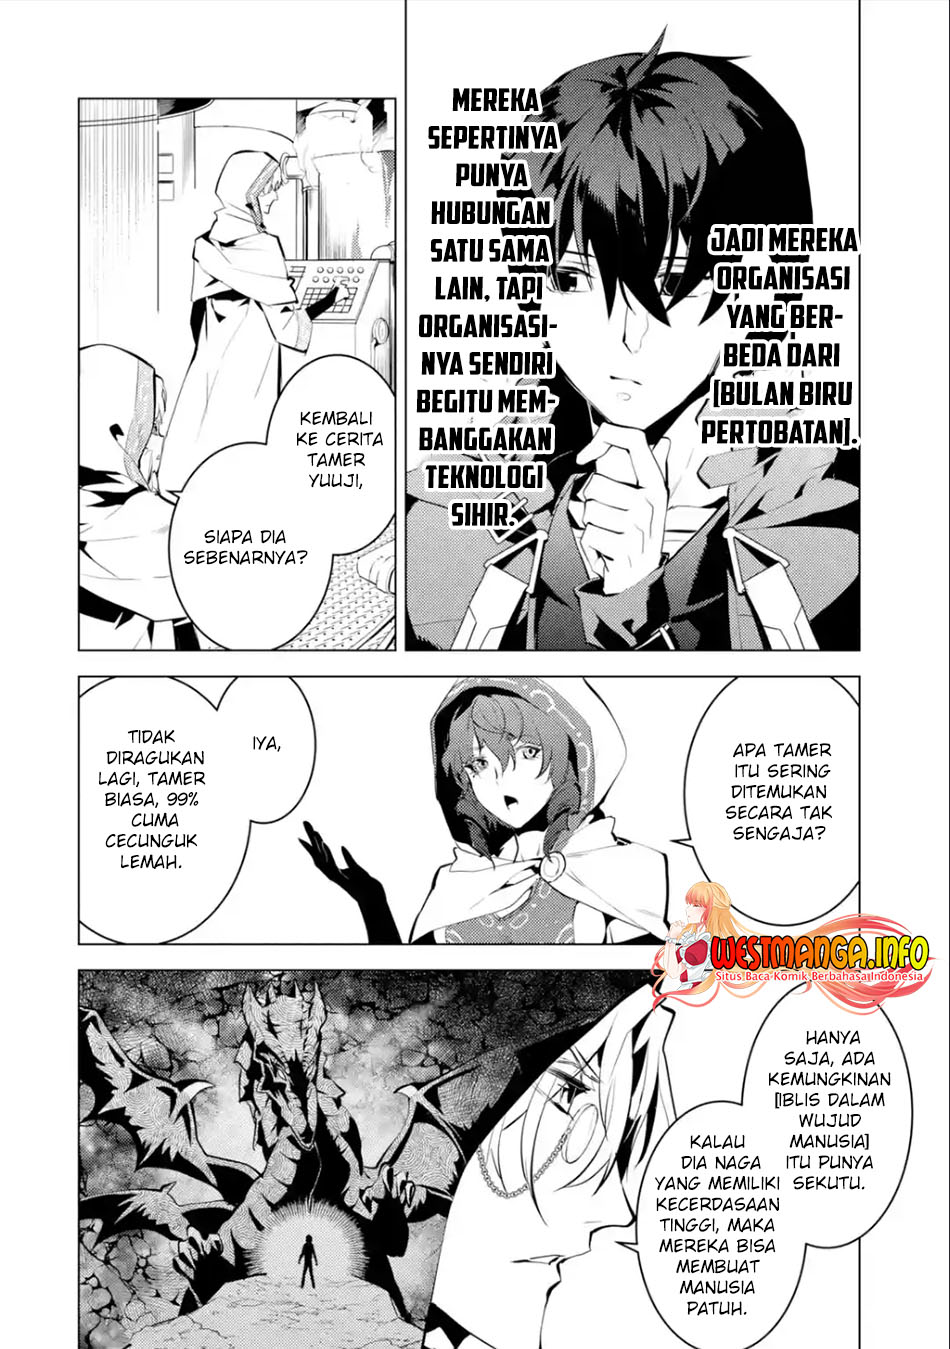 JADI MEREKA
ORGANISASI
YANG BER-
BEDA DARI
[BULAN BIRU
PERTOBATAN].
MEREKA
SEPERTINYA
PUNYA
HUBUNGAN
SATU SAMA
LAIN, TAPI
ORGANISASI-
NYA SENDIRI
BEGITU MEM-
BANGGAKAN
TEKNOLOGI
SIHIR.
KEMBALI
KE CERITA
TAMER
YUUJI,
SIAPA DIA
SEBENARNYA?
APA TAMER
ITU SERING
DITEMUKAN
SECARA TAK
SENGAJA?
IYA,
TIDAK
DIRAGUKAN
LAGI, TAMER
BIASA, 99%
CUMA
CECUNGUK
LEMAH.
WESTMANGA.INFO
SITUS BACA KOMIK BERBAHASA INDONESIA
HANYA
SAJA, ADA
KEMUNGKINAN
[IBLIS DALAM
WUJUD
MANUSIA]
ITU PUNYA
SEKUTU.
KALAU
DIA NAGA
YANG MEMILIKI
KECERDASAAN
TINGGI, MAKA
MEREKA BISA
MEMBUAT
MANUSIA
PATUH.